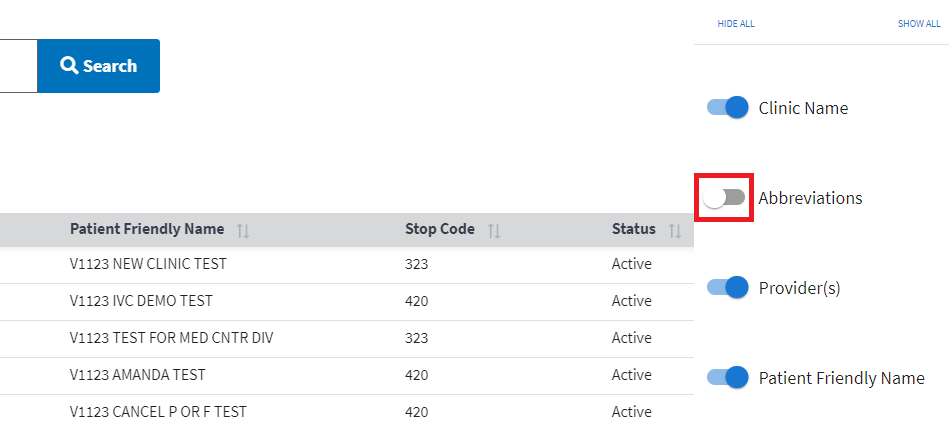 HIDE ALL SHOW ALL
Search
Clinic Name
Abbreviations
Provider(s)
Patient Friendly Name
Patient Friendly Name Stop Code Status
V1123 NEW CLINIC TEST 323 Active
V1123 IVC DEMO TEST 420 Active
V1123 TEST FOR MED CNTR DIV 323 Active
V1123 AMANDA TEST 420 Active
V1123 CANCEL P OR F TEST 420 Active